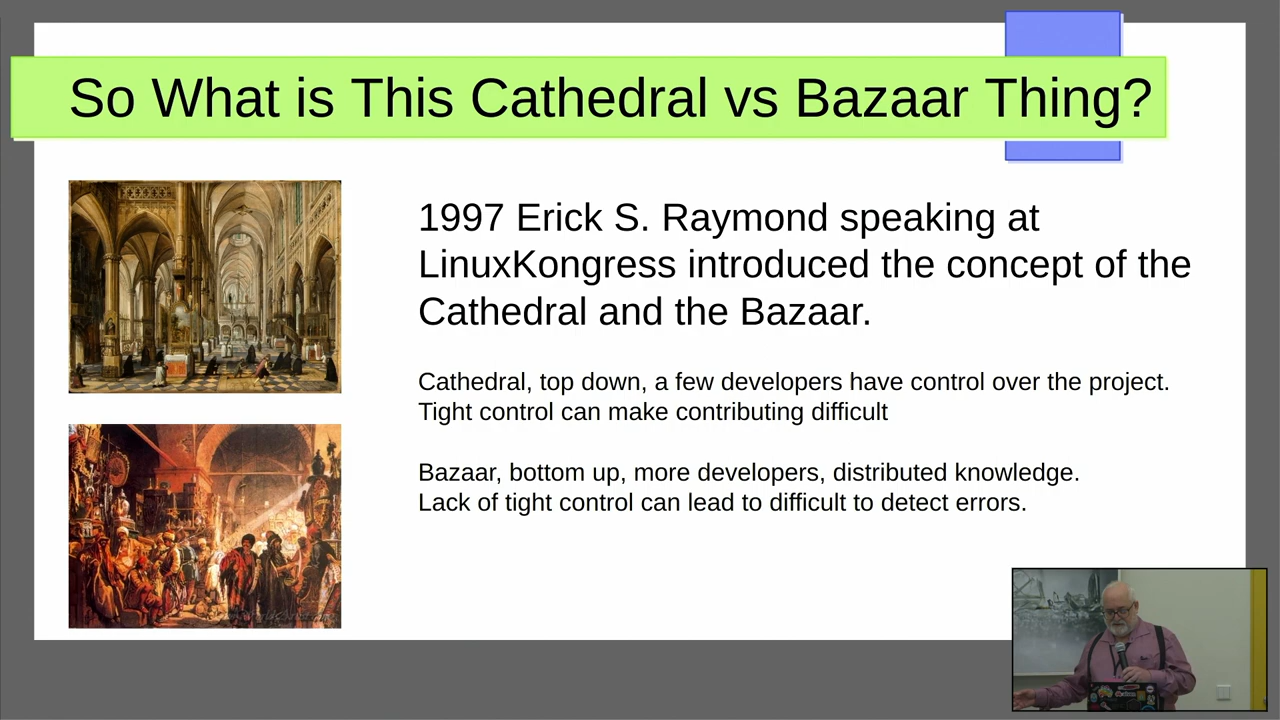 So What is This Cathedral vs Bazaar Thing?
1997 Erick S. Raymond speaking at
LinuxKongress introduced the concept of the
Cathedral and the Bazaar.
Cathedral, top down, a few developers have control over the project.
Tight control can make contributing difficult
Bazaar, bottom up, more developers, distributed knowledge.
Lack of tight control can lead to difficult to detect errors.